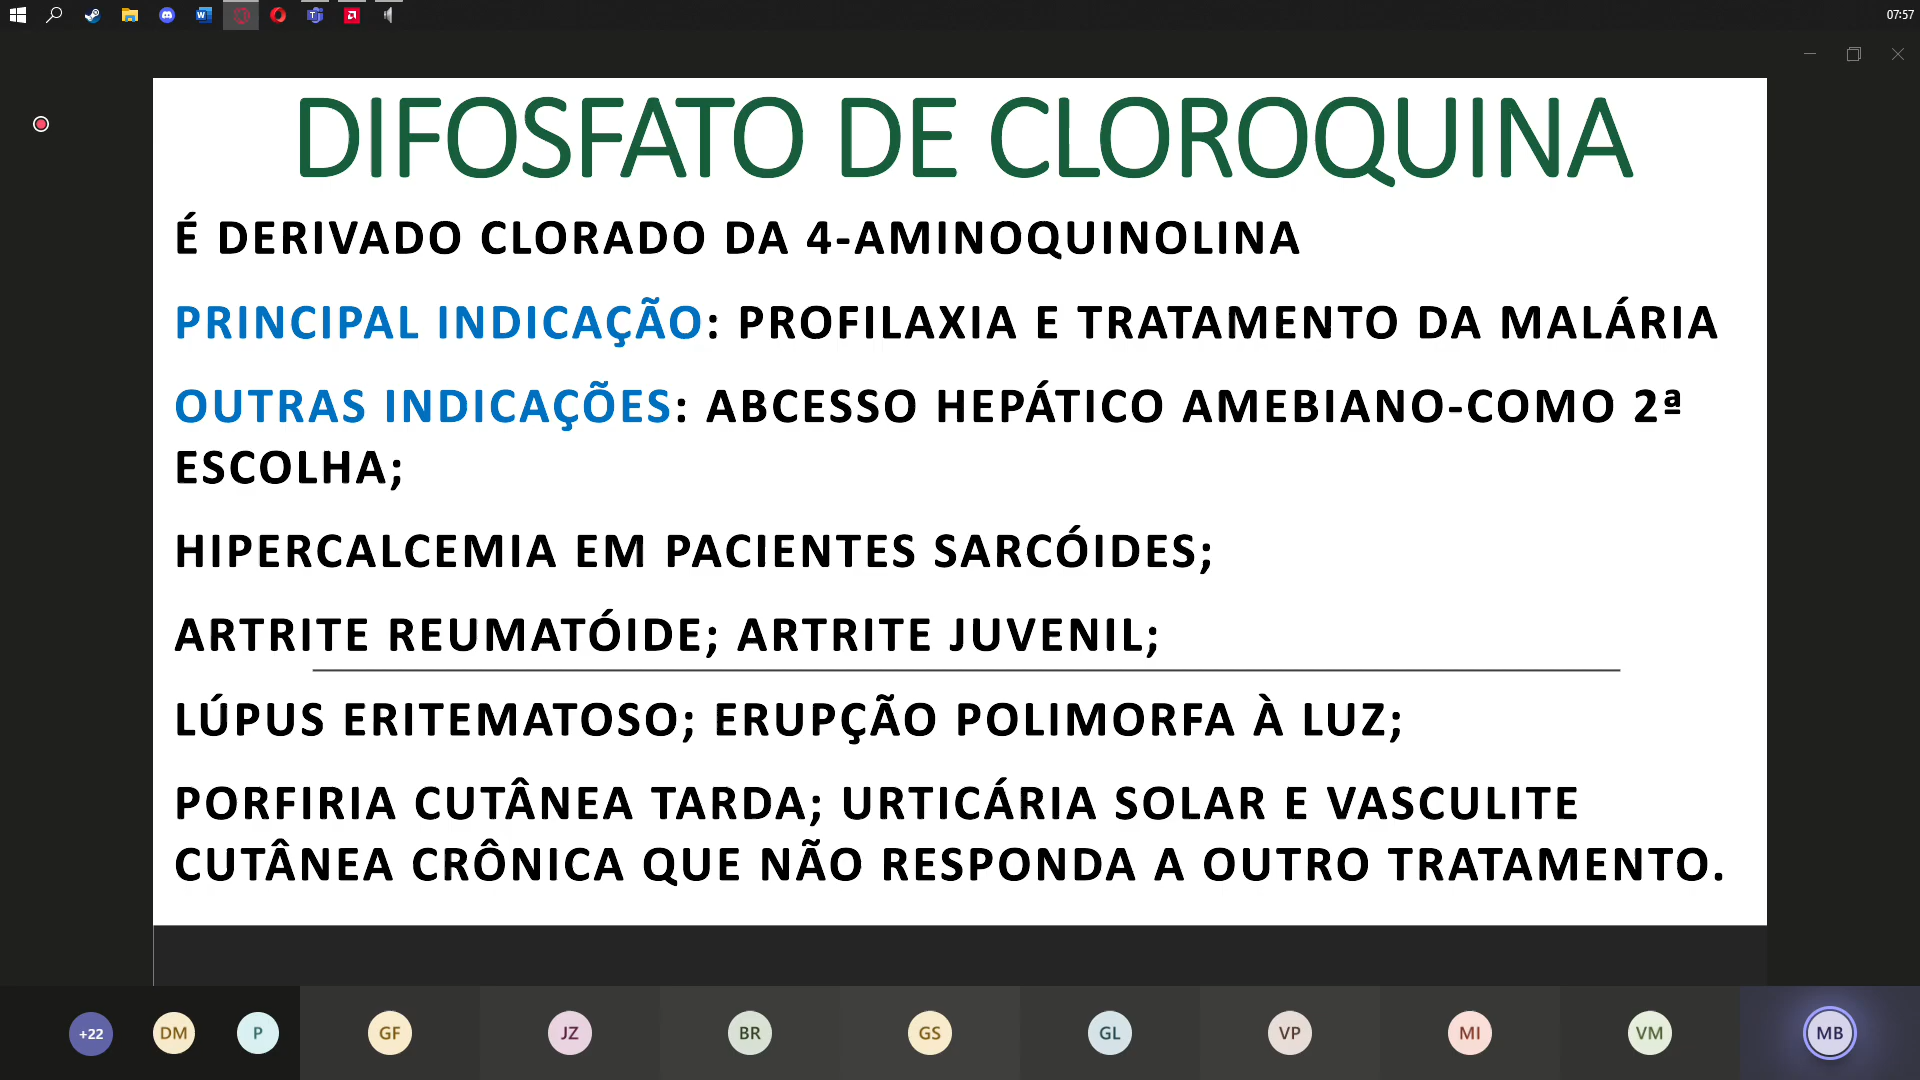 07:57
DIFOSFATO DE CLOROQUINA
É DERIVADO CLORADO DA 4-AMINOQUINOLINA
PRINCIPAL INDICAÇÃO: PROFILAXIA E TRATAMENTO DA MALÁRIA
OUTRAS INDICAÇÕES: ABCESSO HEPÁTICO AMEBIANO-COMO 2ª
ESCOLHA;
HIPERCALCEMIA EM PACIENTES SARCÓIDES;
ARTRITE REUMATÓIDE; ARTRITE JUVENIL;
LÚPUS ERITEMATOSO; ERUPÇÃO POLIMORFA À LUZ;
PORFIRIA CUTÂNEA TARDA; URTICÁRIA SOLAR E VASCULITE
CUTÂNEA CRÔNICA QUE NÃO RESPONDA A OUTRO TRATAMENTO.
+22 DM P GF JZ BR GS GL VP MI VM MB